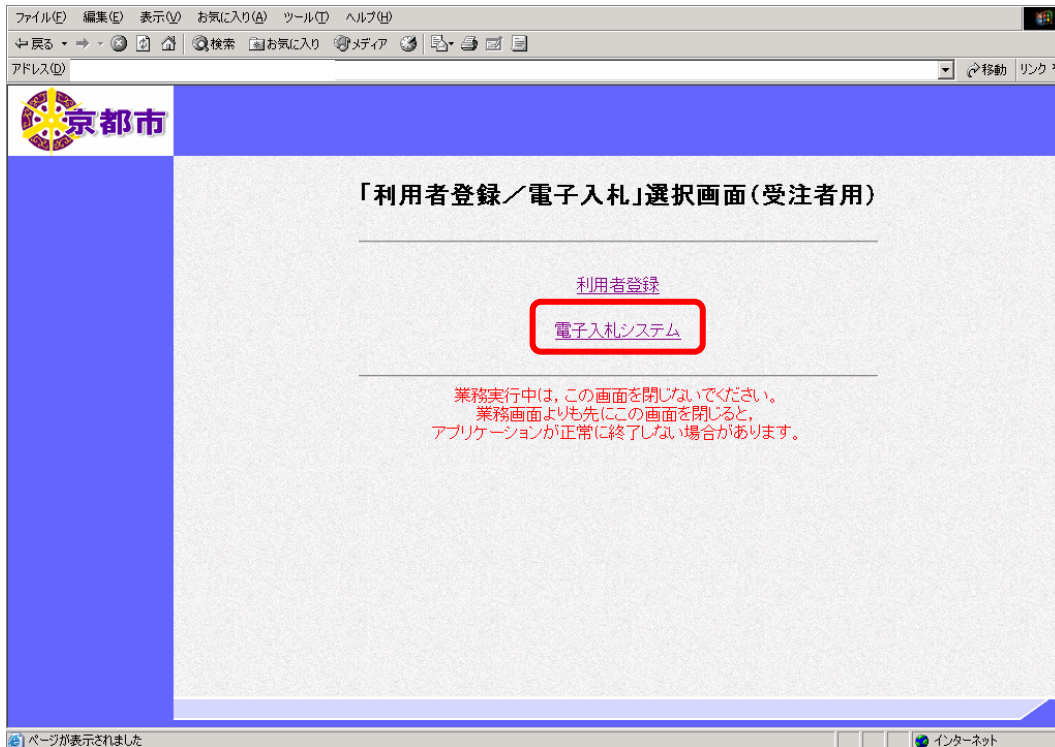 ファイル(F) 編集(E) 表示(V) お気に入り(A) ツール(T) ヘルプ(H)
戻る 検索 お気に入り メディア
アドレス(D) 移動 リンク
京都市
「利用者登録／電子入札」選択画面(受注者用)
利用者登録
電子入札システム
業務実行中は，この画面を閉じないでください。
業務画面よりも先にこの画面を閉じると，
アプリケーションが正常に終了しない場合があります。
ページが表示されました インターネット